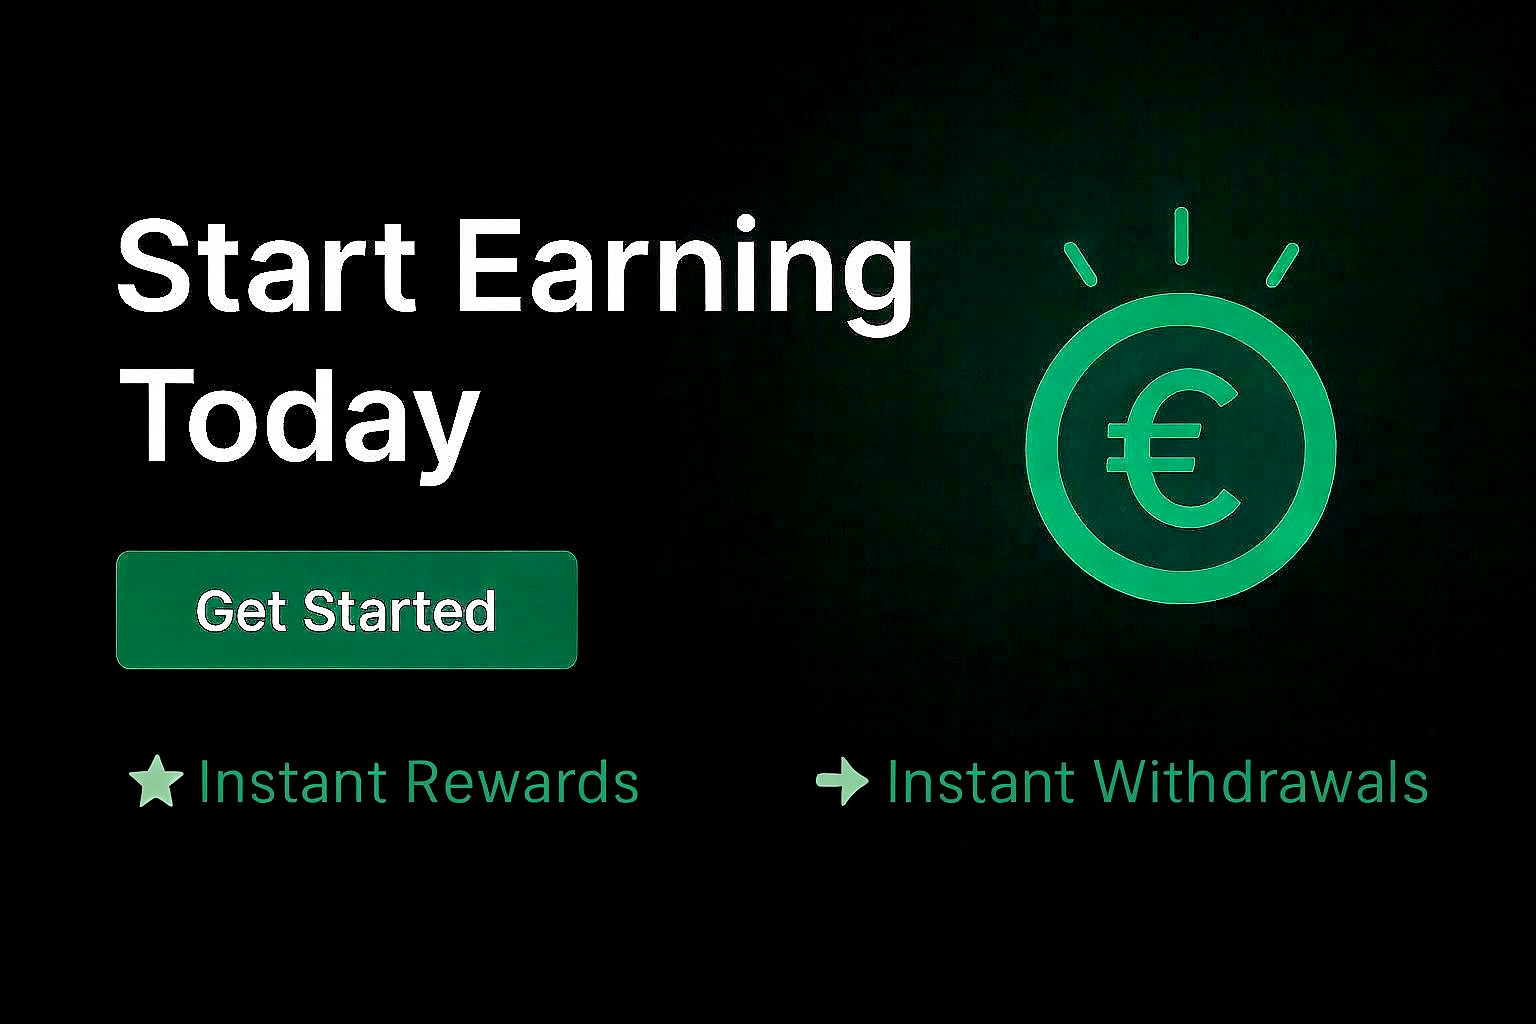 Start Earning
Today
€
Get Started
Instant Rewards
Instant Withdrawals